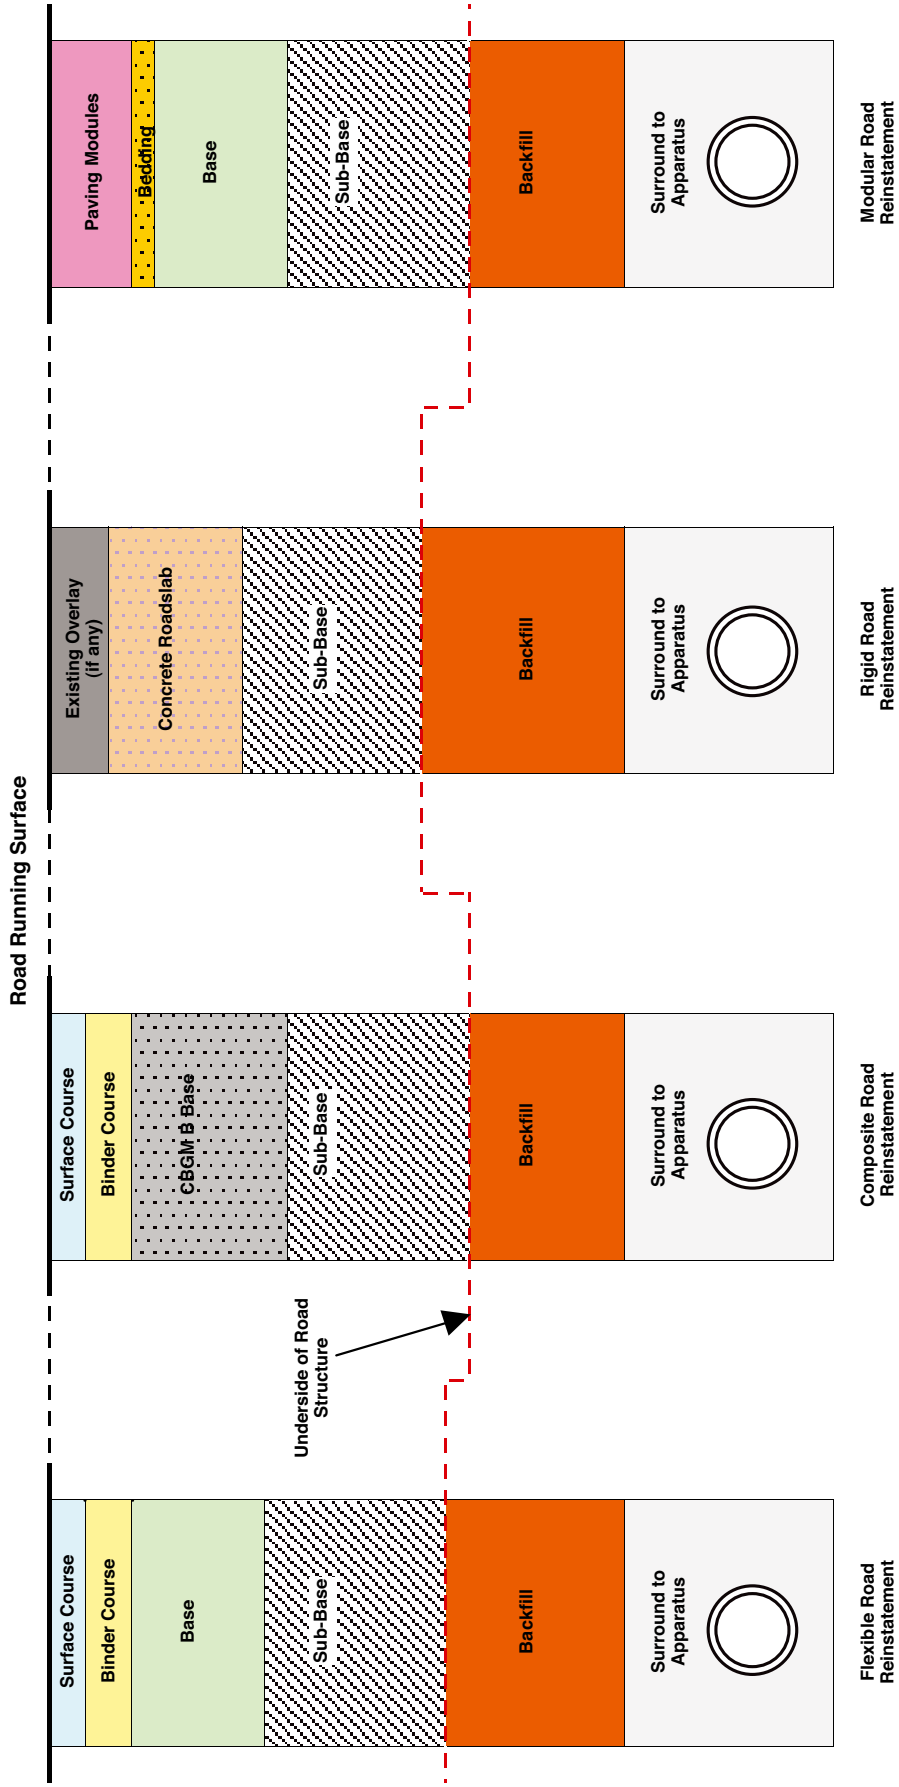 Road Running Surface
Surface Course
Binder Course
Base
Sub-Base
Backfill
Surround to
Apparatus
Flexible Road
Reinstatement
Underside of Road
Structure
Surface Course
Binder Course
CBGM B Base
Sub-Base
Backfill
Surround to
Apparatus
Composite Road
Reinstatement
Existing Overlay
(if any)
Concrete Roadslab
Sub-Base
Backfill
Surround to
Apparatus
Rigid Road
Reinstatement
Paving Modules
Bedding
Base
Sub-Base
Backfill
Surround to
Apparatus
Modular Road
Reinstatement